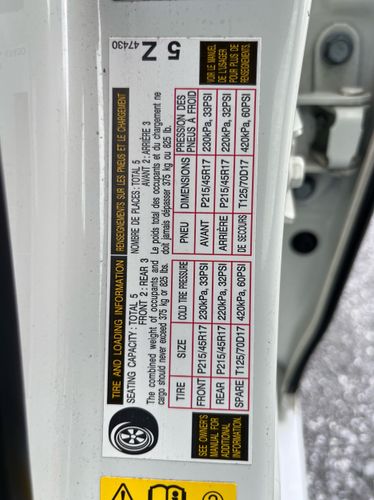 TIRE AND LOADING INFORMATION
RENSEIGNEMENTS SUR LES PNEUS ET LE CHARGEMENT
SEATING CAPACITY: TOTAL 5
FRONT 2: REAR 3
The combined weight of occupants and
cargo should never exceed 375 kg or 825 lbs.
NOMBRE DE PLACES: TOTAL 5
AVANT 2: ARRIÈRE 3
Le poids total des occupants et du chargement ne
doit jamais dépasser 375 kg ou 825 lb.
TIRE SIZE COLD TIRE PRESSURE
FRONT P215/45R17 230kPa, 33PSI
REAR P215/45R17 220kPa, 32PSI
SPARE T125/70D17 420kPa, 60PSI
PNEU DIMENSIONS PRESSION DES PNEUS À FROID
AVANT P215/45R17 230kPa, 33PSI
ARRIÈRE P215/45R17 220kPa, 32PSI
DE SECOURS T125/70D17 420kPa, 60PSI
SEE OWNER'S
MANUAL FOR
ADDITIONAL
INFORMATION
VOIR LE MANUEL
DE L'USAGER
POUR PLUS DE
RENSEIGNEMENTS.
5 Z
47430